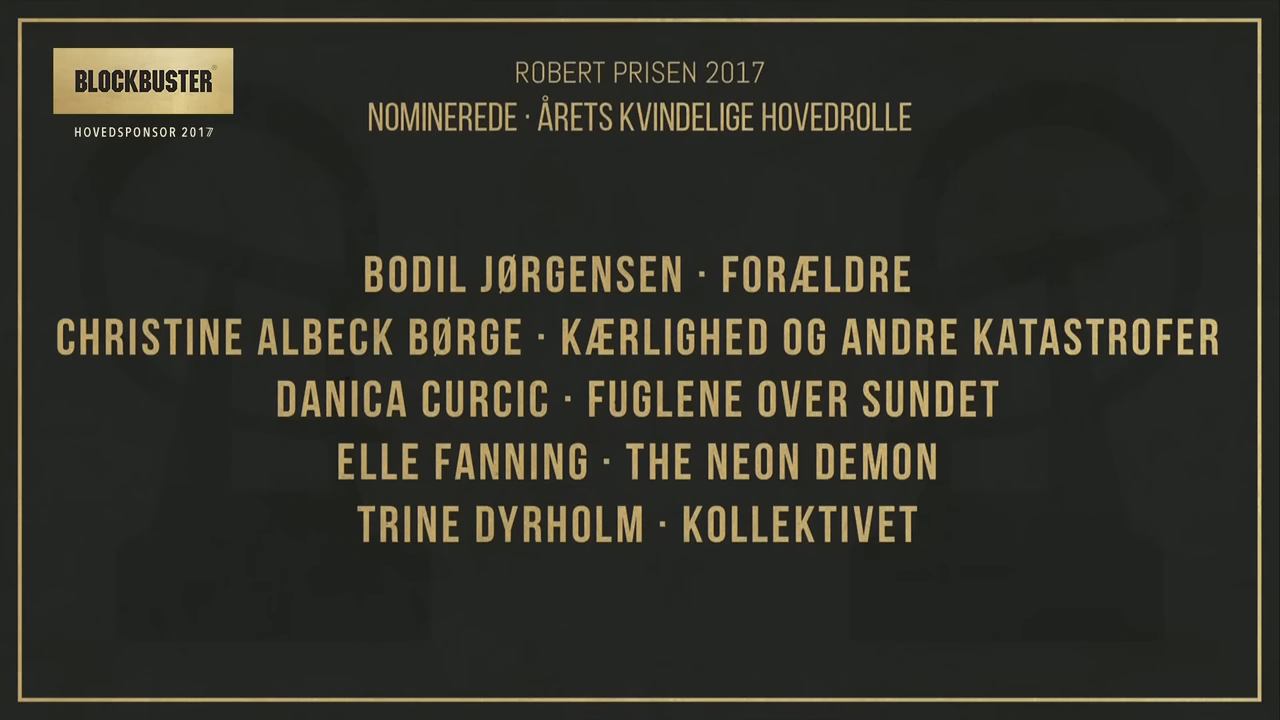 BLOCKBUSTER®
HOVEDSPONSOR 2017
ROBERT PRISEN 2017
NOMINEREDE · ÅRETS KVINDELIGE HOVEDROLLE
BODIL JØRGENSEN · FORÆLDRE
CHRISTINE ALBECK BØRGE · KÆRLIGHED OG ANDRE KATASTROFER
DANICA CURCIC · FUGLENE OVER SUNDET
ELLE FANNING · THE NEON DEMON
TRINE DYRHOLM · KOLLEKTIVET